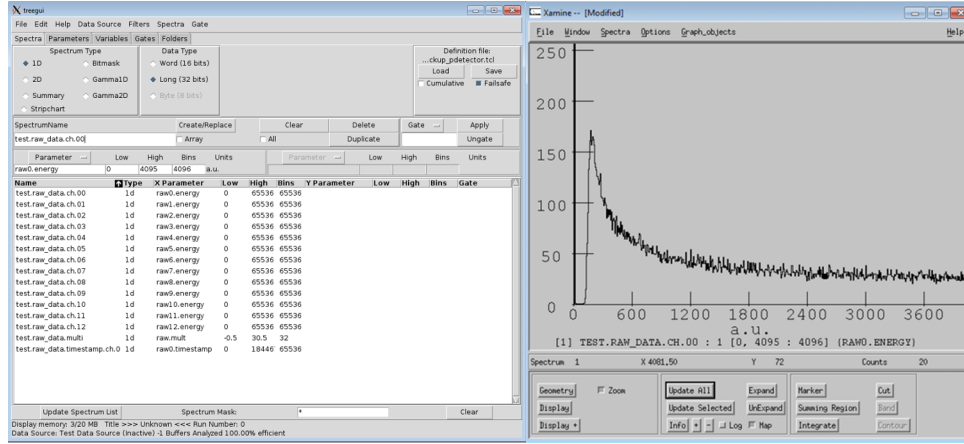 treegui
File Edit Help Data Source Filters Spectra Gate
Spectra Parameters Variables Gates Folders
Spectrum Type
1D Bitmask
2D Gamma1D
Summary Gamma2D
Stripchart
Data Type
Word (16 bits)
Long (32 bits)
Byte (8 bits)
Definition file:
...ckup_pdetector.tcl
Load Save
Cumulative Failsafe
SpectrumName Create/Replace Clear Delete Gate Apply
test.raw_data.ch.00 Array All Duplicate Ungate
Parameter Low High Bins Units Parameter Low High Bins Units
raw0.energy 0 4095 4096 a.u.
Name Type X Parameter Low High Bins Y Parameter Low High Bins Gate
test.raw_data.ch.00 1d raw0.energy 0 65536 65536
test.raw_data.ch.01 1d raw1.energy 0 65536 65536
test.raw_data.ch.02 1d raw2.energy 0 65536 65536
test.raw_data.ch.03 1d raw3.energy 0 65536 65536
test.raw_data.ch.04 1d raw4.energy 0 65536 65536
test.raw_data.ch.05 1d raw5.energy 0 65536 65536
test.raw_data.ch.06 1d raw6.energy 0 65536 65536
test.raw_data.ch.07 1d raw7.energy 0 65536 65536
test.raw_data.ch.08 1d raw8.energy 0 65536 65536
test.raw_data.ch.09 1d raw9.energy 0 65536 65536
test.raw_data.ch.10 1d raw10.energy 0 65536 65536
test.raw_data.ch.11 1d raw11.energy 0 65536 65536
test.raw_data.ch.12 1d raw12.energy 0 65536 65536
test.raw_data.multi 1d raw.mult -0.5 30.5 32
test.raw_data.timestamp.ch.0 1d raw0.timestamp 0 18446 65536
Update Spectrum List Spectrum Mask: * Clear
Display memory: 3/20 MB Title >>> Unknown <<< Run Number: 0
Data Source: Test Data Source (Inactive) -1 Buffers Analyzed 100.00% efficient
Xamine -- [Modified]
File Window Spectra Options Graph_objects Help
250
200
150
100
50
0
0 600 1200 1800 2400 3000 3600
a.u.
[1] TEST.RAW_DATA.CH.00 : 1 [0, 4095 : 4096] (RAW0.ENERGY)
Spectrum 1 X 4081.50 Y 72 Counts 20
Geometry Zoom Update All Expand Marker Cut
Display Update Selected UnExpand Summing Region Band
Display + Info + - Log Map Integrate Contour